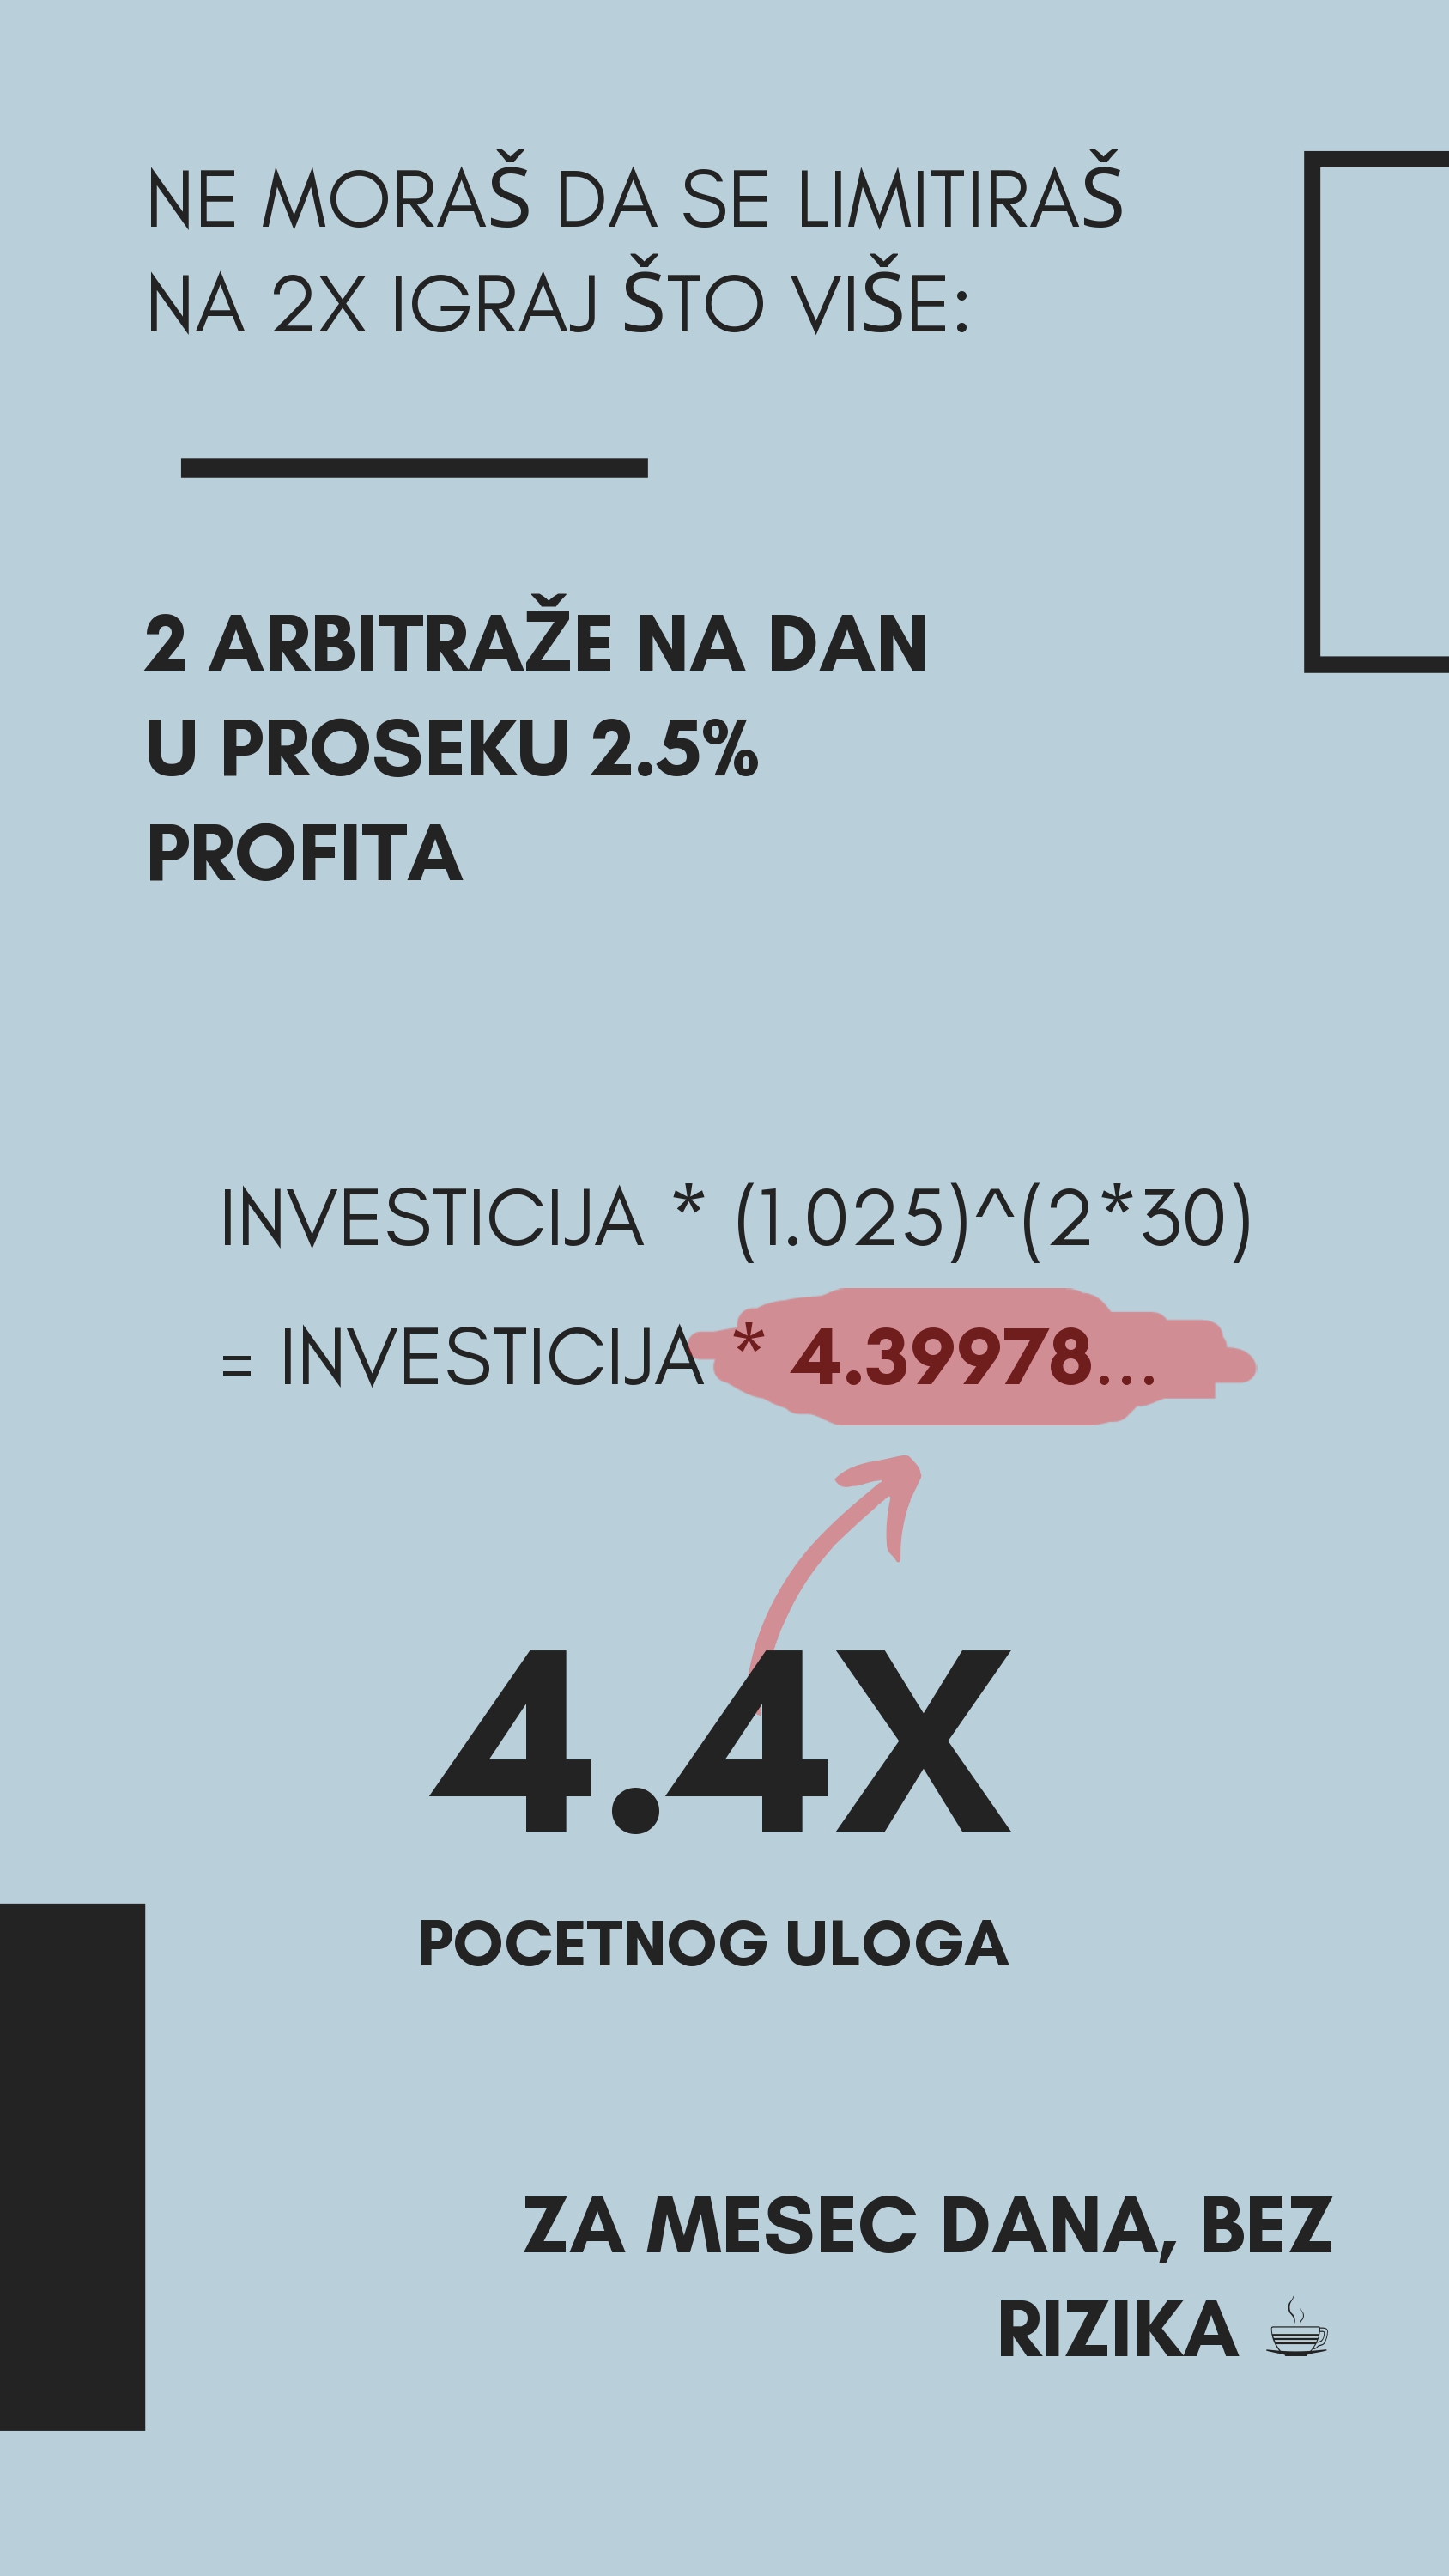 NE MORAŠ DA SE LIMITIRAŠ
NA 2X IGRAJ ŠTO VIŠE:
2 ARBITRAŽE NA DAN
U PROSEKU 2.5%
PROFITA
INVESTICIJA * (1.025)^(2*30)
= INVESTICIJA * 4.39978...
4.4X
POCETNOG ULOGA
ZA MESEC DANA, BEZ
RIZIKA ☕